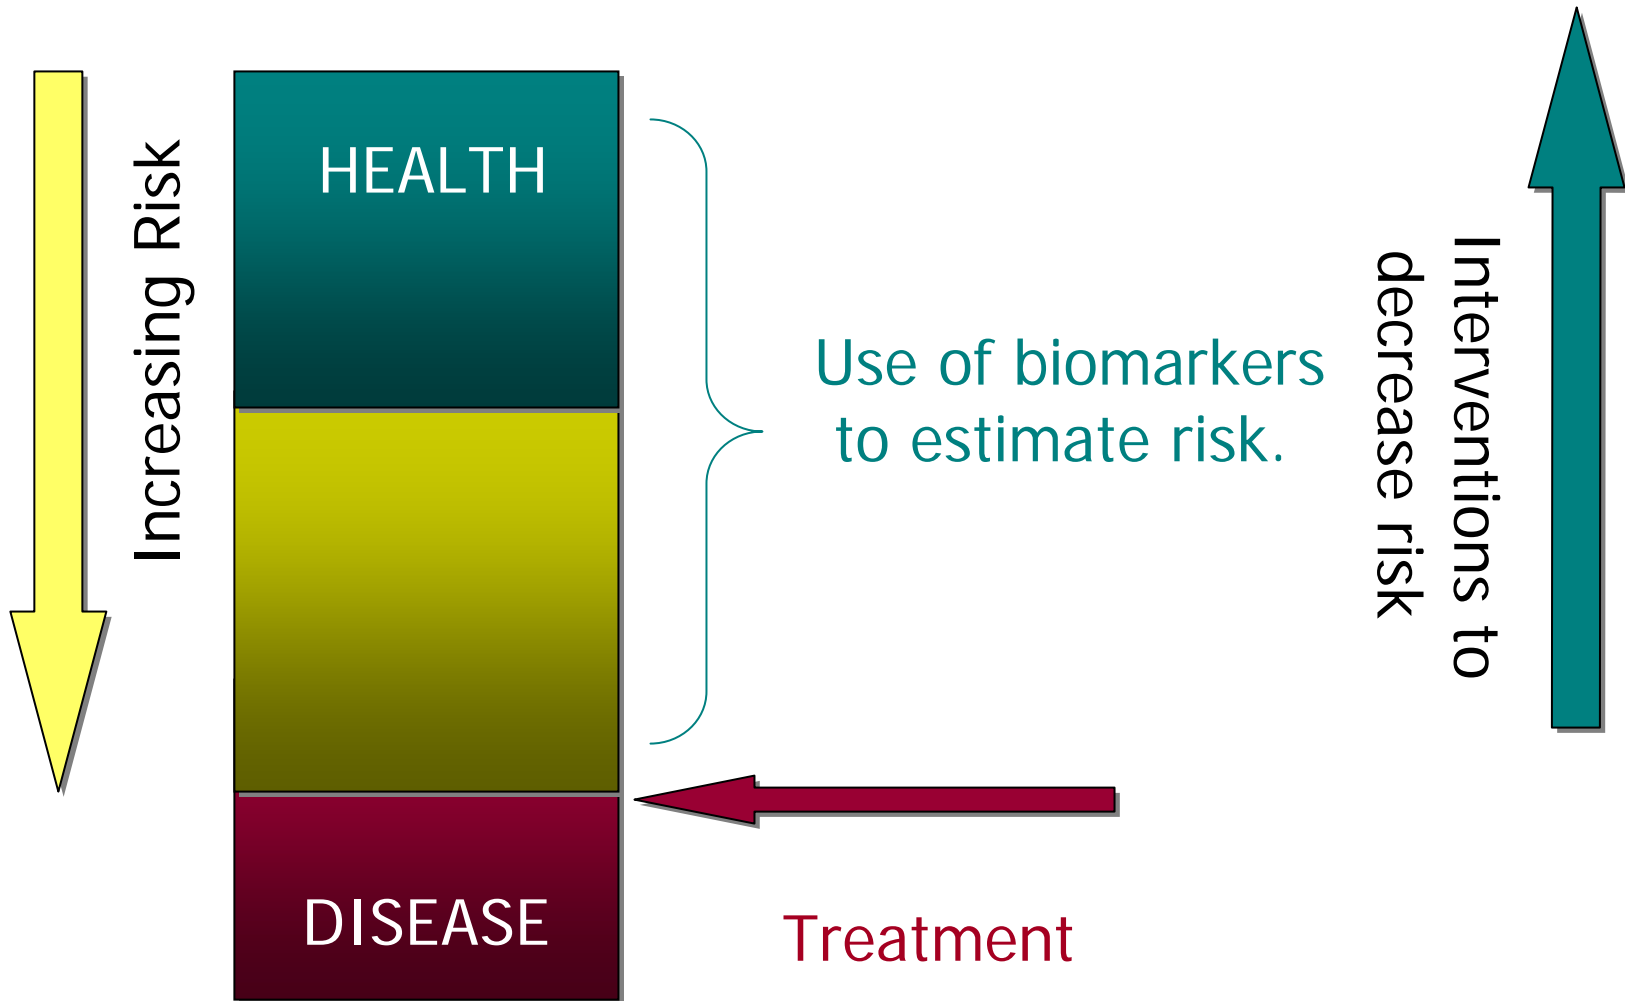 Increasing Risk
HEALTH
Use of biomarkers
to estimate risk.
Interventions to
decrease risk
DISEASE
Treatment